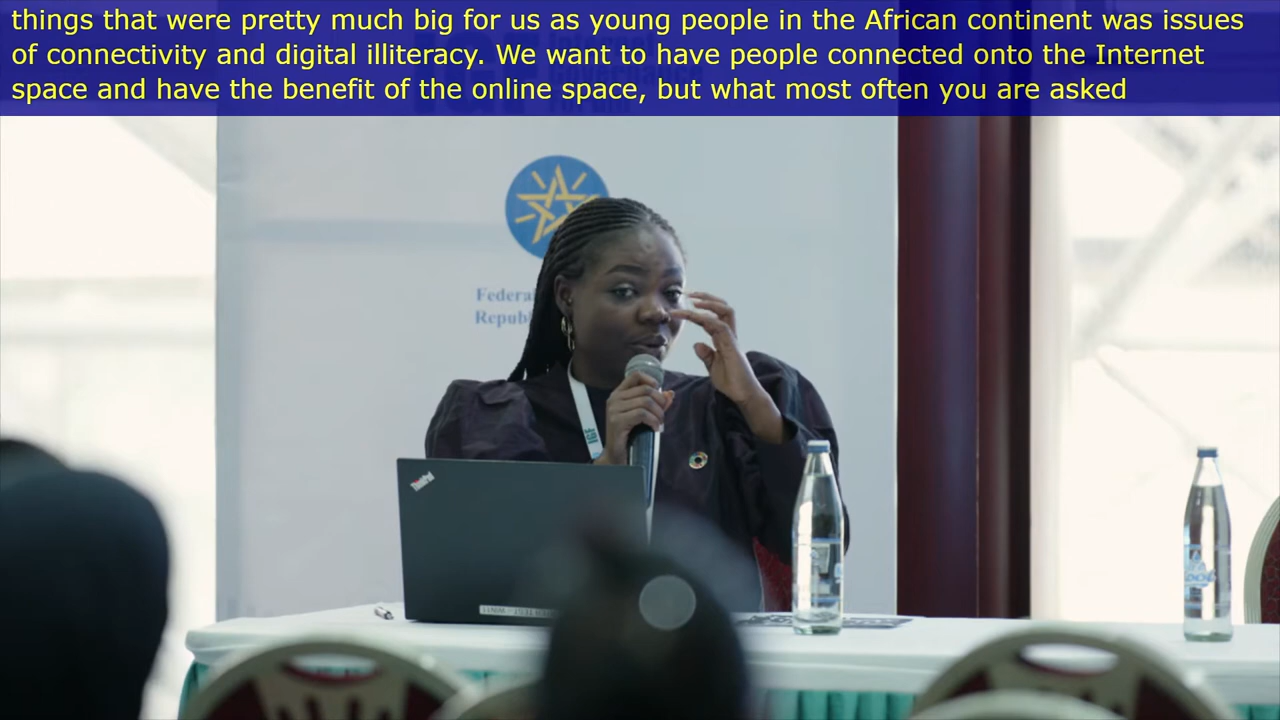 things that were pretty much big for us as young people in the African continent was issues
of connectivity and digital illiteracy. We want to have people connected onto the Internet
space and have the benefit of the online space, but what most often you are asked
Federal
Republ
ThinkPad